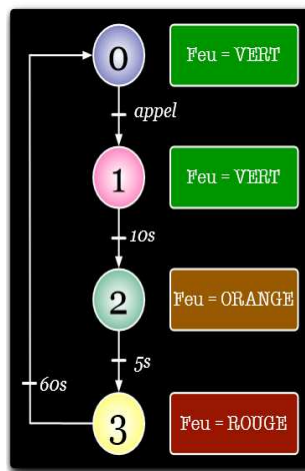 0
Feu = VERT
appel
1
Feu = VERT
10s
2
Feu = ORANGE
5s
60s
3
Feu = ROUGE